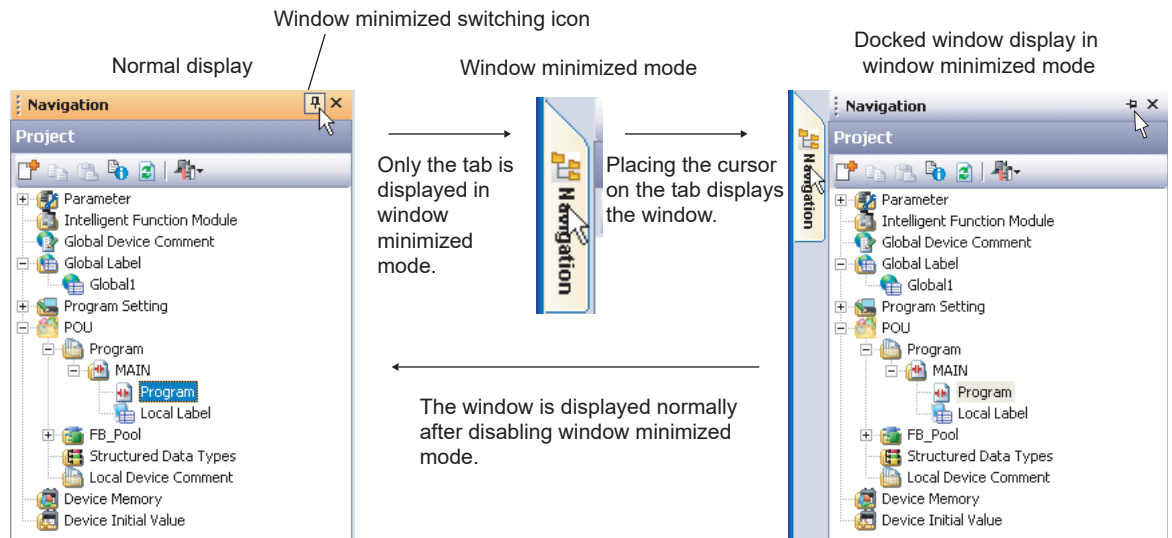 Window minimized switching icon
Normal display
Window minimized mode
Docked window display in
window minimized mode
Navigation
Project
Parameter
Intelligent Function Module
Global Device Comment
Global Label
Global1
Program Setting
POU
Program
MAIN
Program
Local Label
FB_Pool
Structured Data Types
Local Device Comment
Device Memory
Device Initial Value
Only the tab is
displayed in
window
minimized
mode.
Navigation
Placing the cursor
on the tab displays
the window.
The window is displayed normally
after disabling window minimized
mode.
Navigation
Navigation
Project
Parameter
Intelligent Function Module
Global Device Comment
Global Label
Global1
Program Setting
POU
Program
MAIN
Program
Local Label
FB_Pool
Structured Data Types
Local Device Comment
Device Memory
Device Initial Value